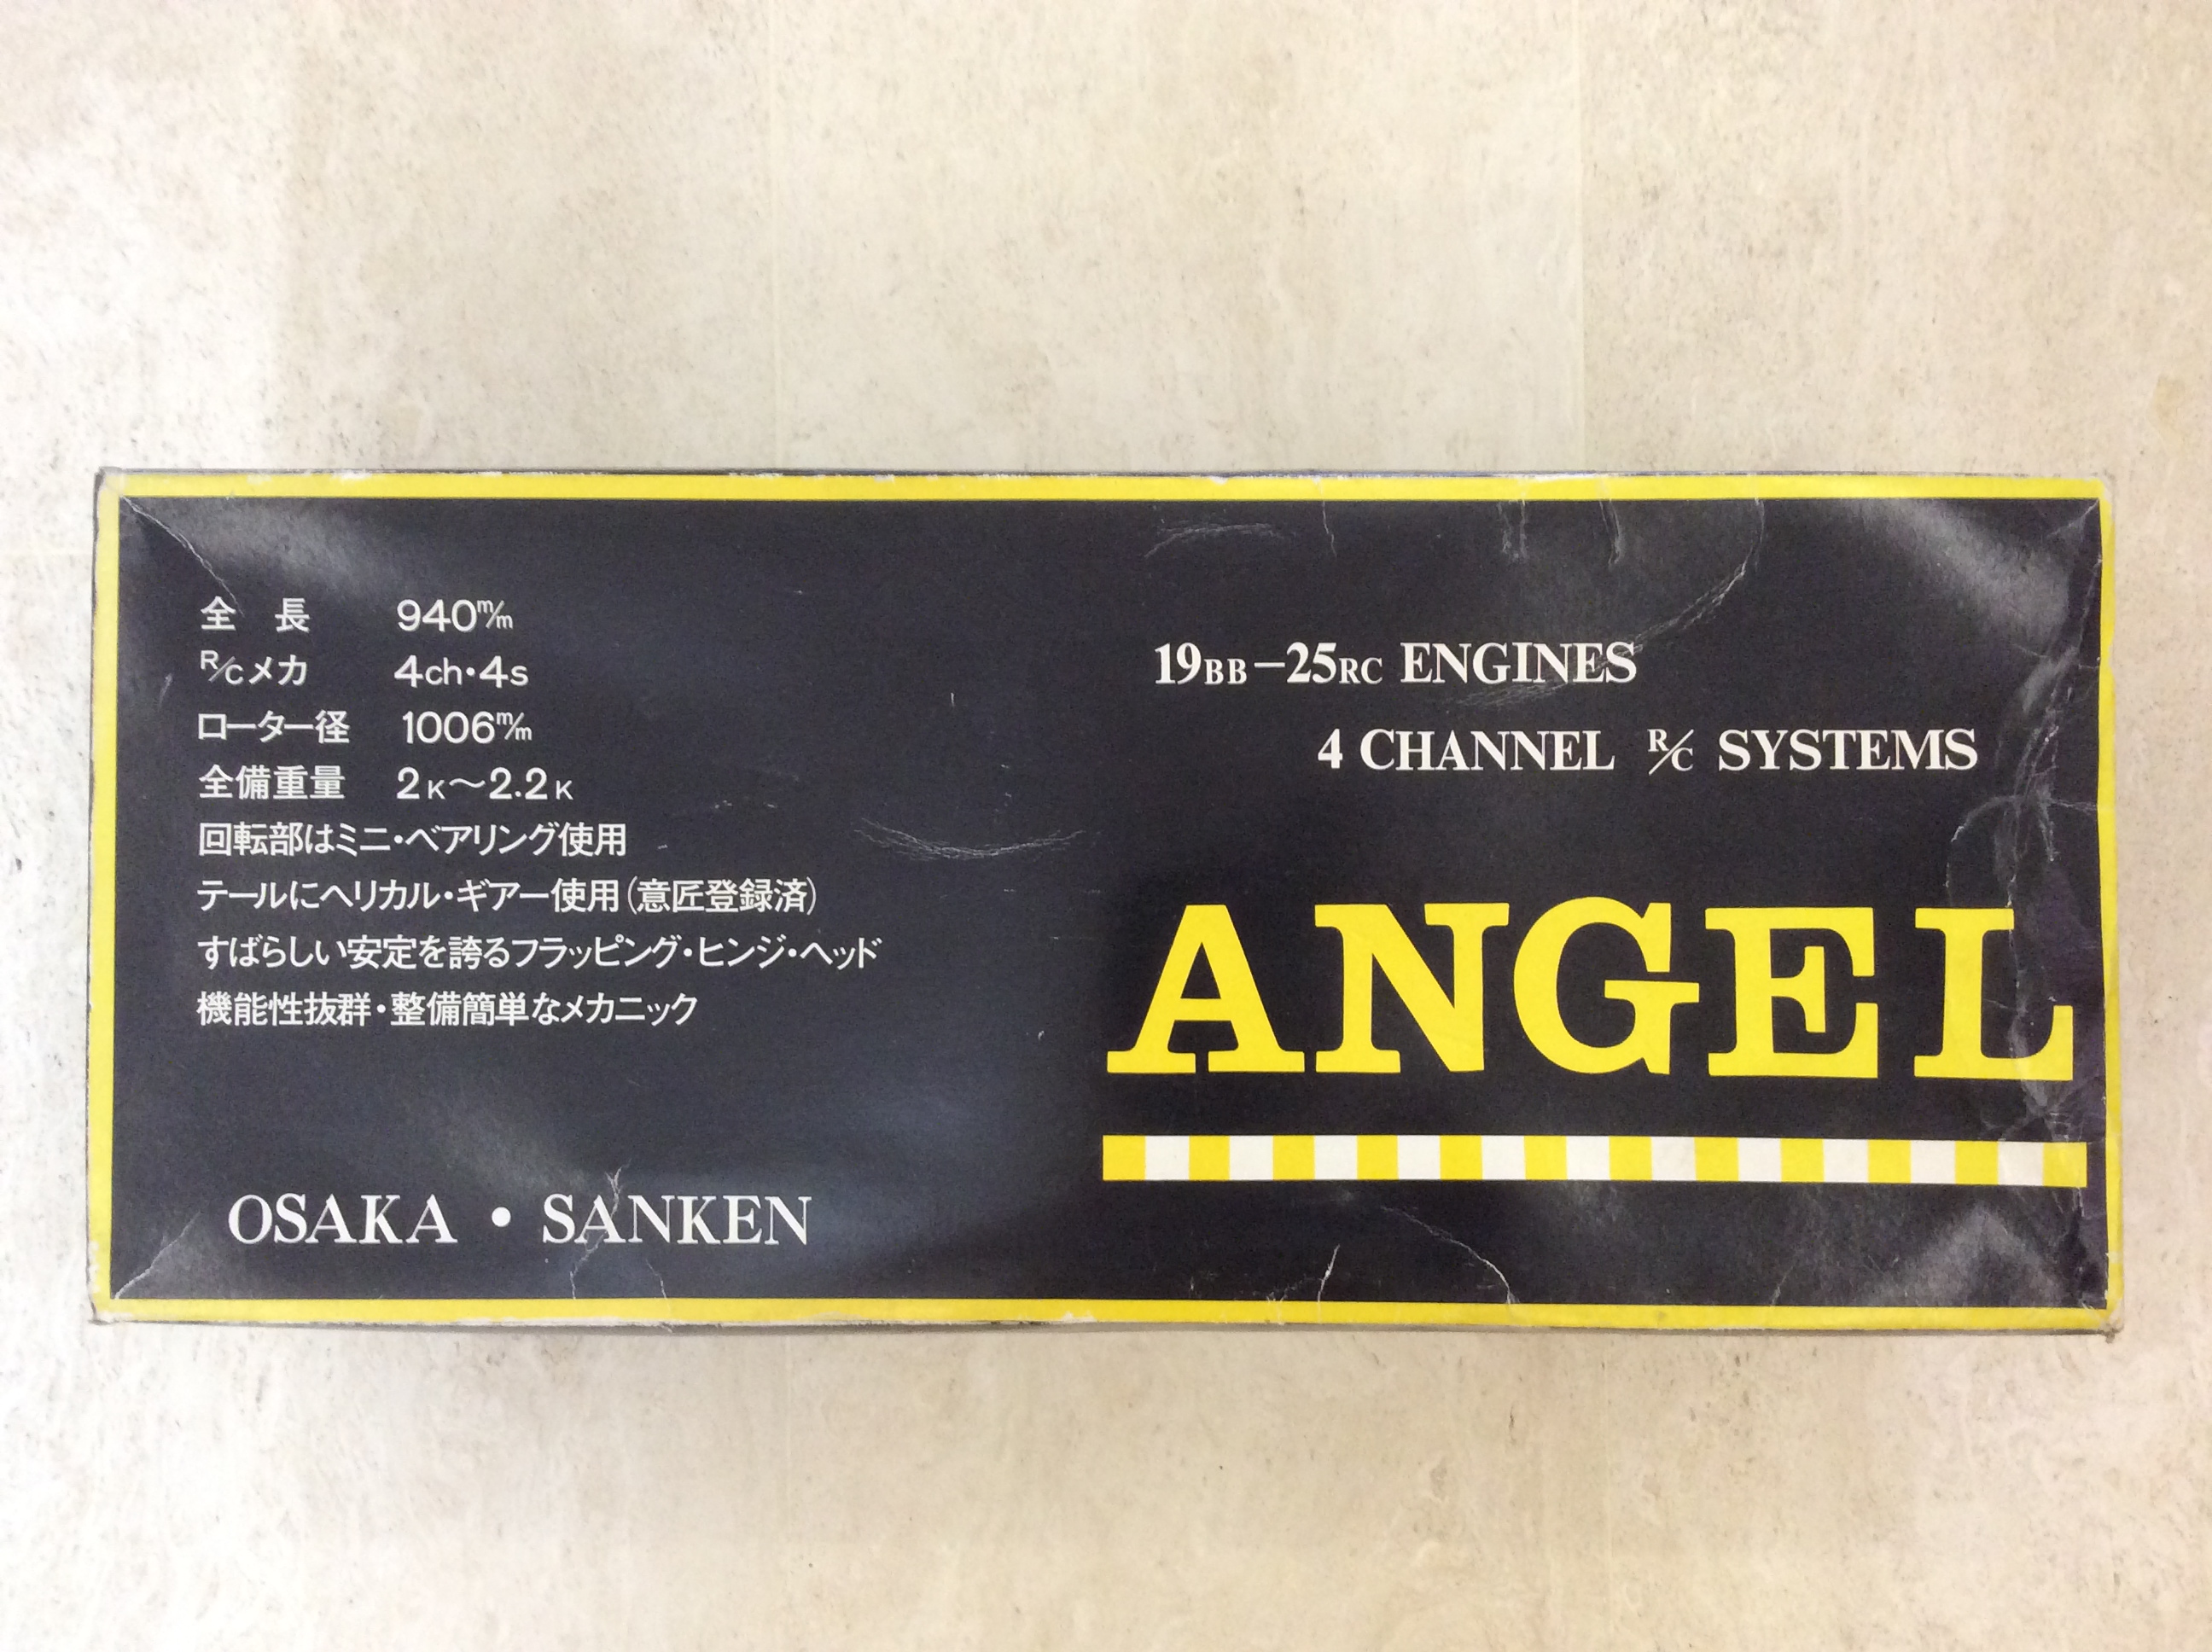 全 長 940m/m
R/Cメカ 4ch・4s
ローター径 1006m/m
全備重量 2K〜2.2K
回転部はミニ・ベアリング使用
テールにヘリカル・ギアー使用(意匠登録済)
すばらしい安定を誇るフラッピング・ヒンジ・ヘッド
機能性抜群・整備簡単なメカニック
OSAKA・SANKEN
19BB−25RC ENGINES
4 CHANNEL R/C SYSTEMS
ANGEL